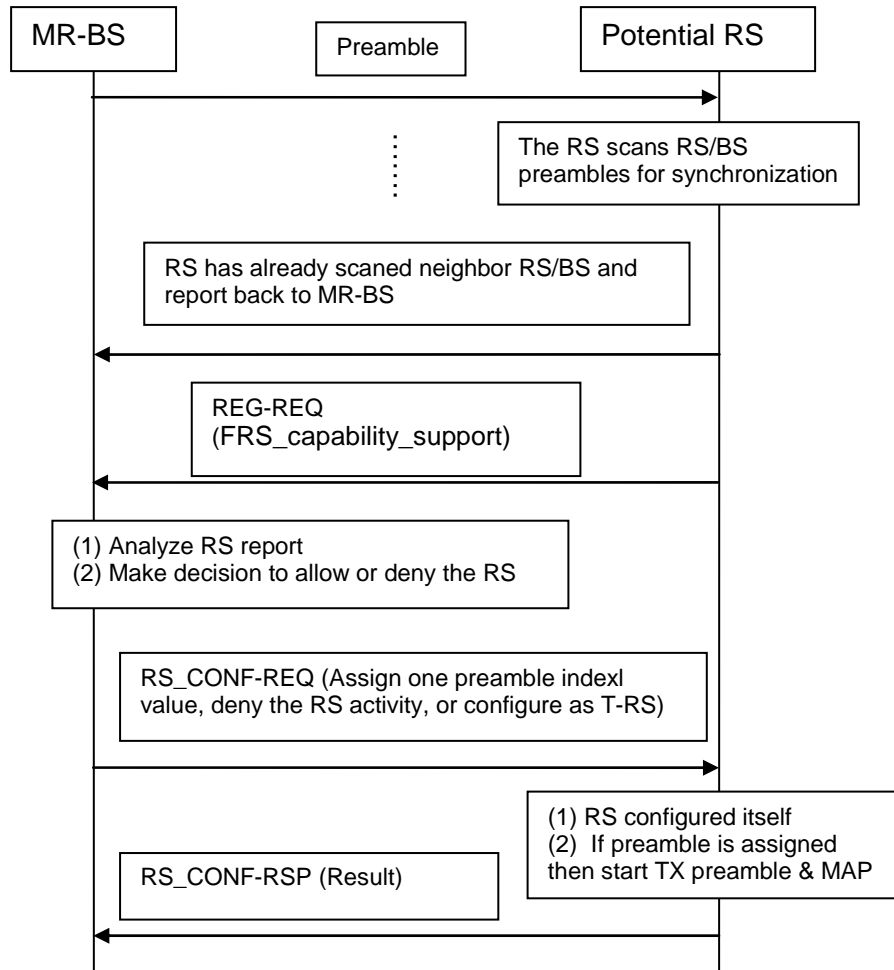 MR-BS
Preamble
Potential RS
The RS scans RS/BS
preambles for synchronization
RS has already scaned neighbor RS/BS and
report back to MR-BS
REG-REQ
(FRS_capability_support)
(1) Analyze RS report
(2) Make decision to allow or deny the RS
RS_CONF-REQ (Assign one preamble indexl
value, deny the RS activity, or configure as T-RS)
(1) RS configured itself
(2) If preamble is assigned
then start TX preamble & MAP
RS_CONF-RSP (Result)